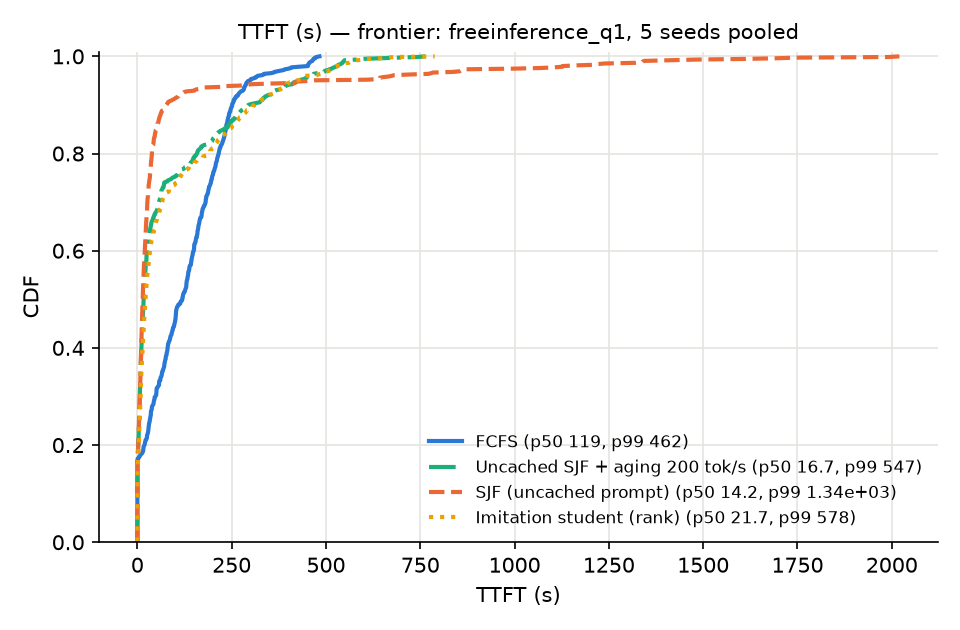 TTFT (s) — frontier: freeinference_q1, 5 seeds pooled
1.0
0.8
0.6
0.4
0.2
0.0
CDF
FCFS (p50 119, p99 462)
Uncached SJF + aging 200 tok/s (p50 16.7, p99 547)
SJF (uncached prompt) (p50 14.2, p99 1.34e+03)
Imitation student (rank) (p50 21.7, p99 578)
0 250 500 750 1000 1250 1500 1750 2000
TTFT (s)